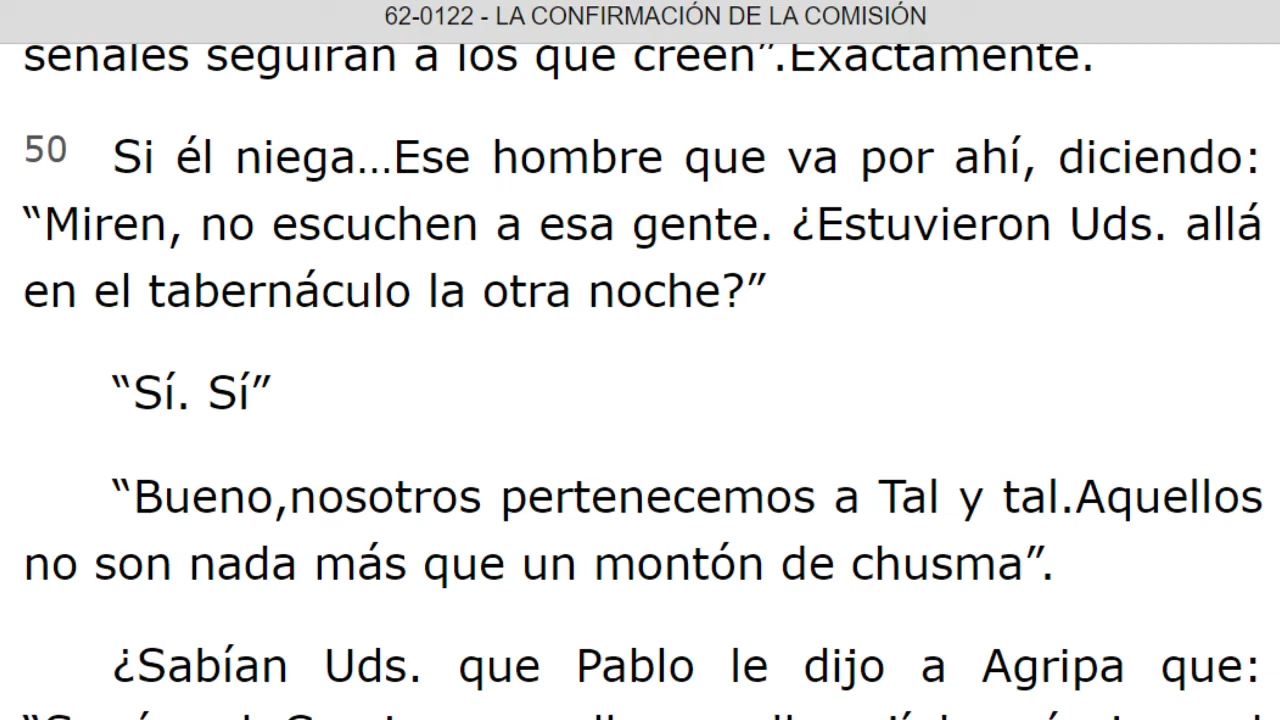 62-0122 - LA CONFIRMACIÓN DE LA COMISIÓN
señales seguirán a los que creen”.Exactamente.
50 Si él niega...Ese hombre que va por ahí, diciendo:
“Miren, no escuchen a esa gente. ¿Estuvieron Uds. allá
en el tabernáculo la otra noche?”
“Sí. Sí”
“Bueno,nosotros pertenecemos a Tal y tal.Aquellos
no son nada más que un montón de chusma”.
¿Sabían Uds. que Pablo le dijo a Agripa que: